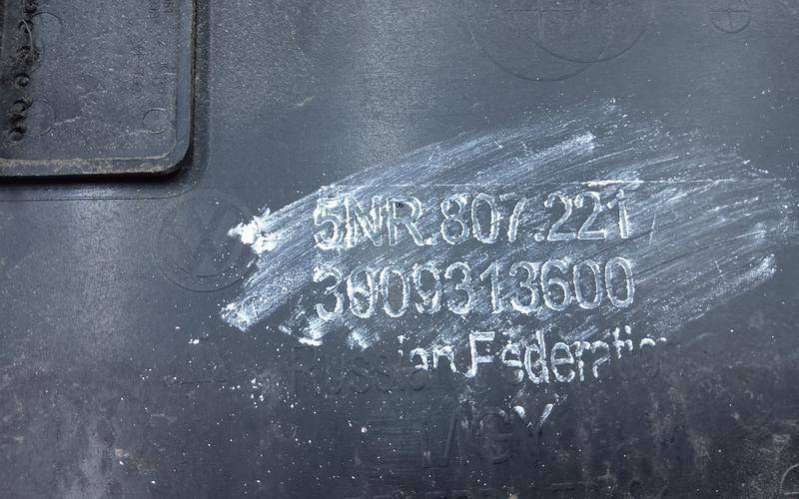 5NR.807.221
3009313600
Russian Federation